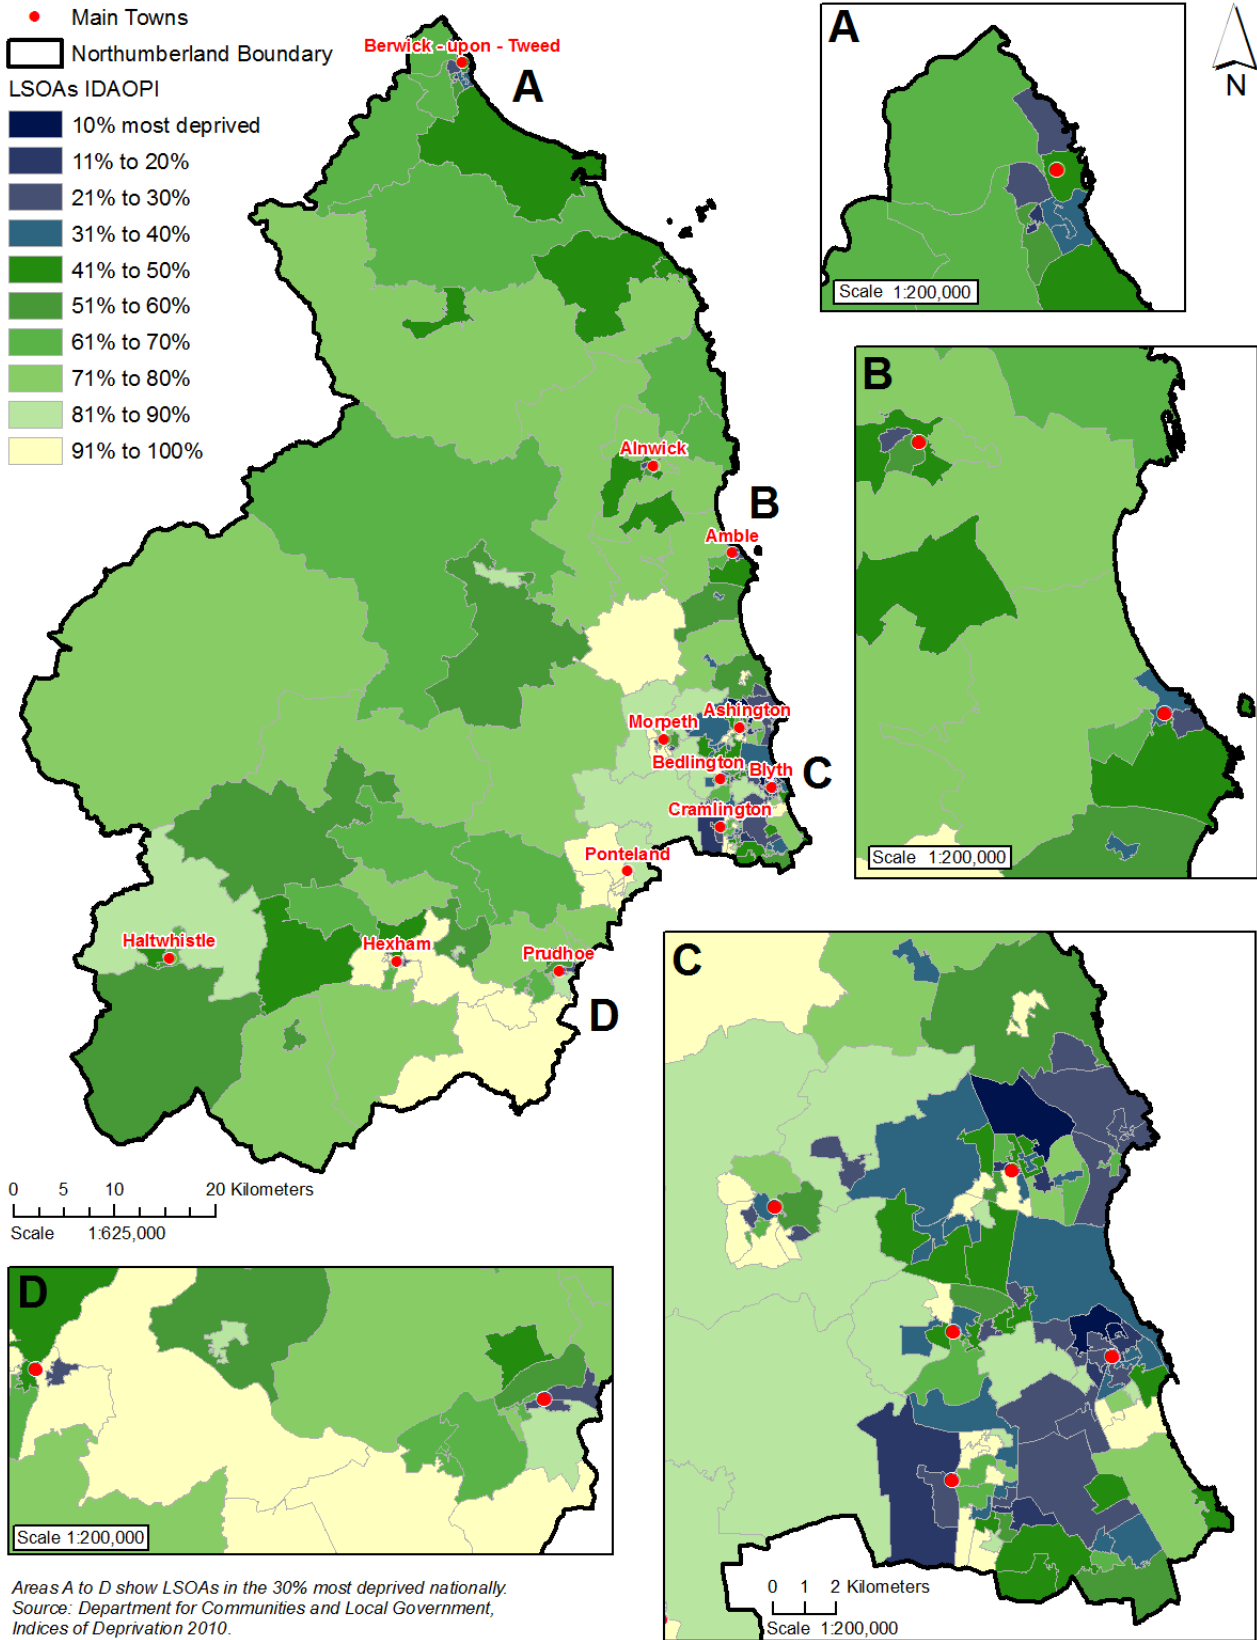 Main Towns
Northumberland Boundary
LSOAs IDAOPI
10% most deprived
11% to 20%
21% to 30%
31% to 40%
41% to 50%
51% to 60%
61% to 70%
71% to 80%
81% to 90%
91% to 100%
Berwick - upon - Tweed
A
Alnwick
B
Amble
Ashington
Morpeth
Bedlington
Blyth
C
Cramlington
Ponteland
Haltwhistle
Hexham
Prudhoe
D
0 5 10 20 Kilometers
Scale 1:625,000
A
Scale 1:200,000
N
B
Scale 1:200,000
C
0 1 2 Kilometers
Scale 1:200,000
D
Scale 1:200,000
Areas A to D show LSOAs in the 30% most deprived nationally.
Source: Department for Communities and Local Government,
Indices of Deprivation 2010.